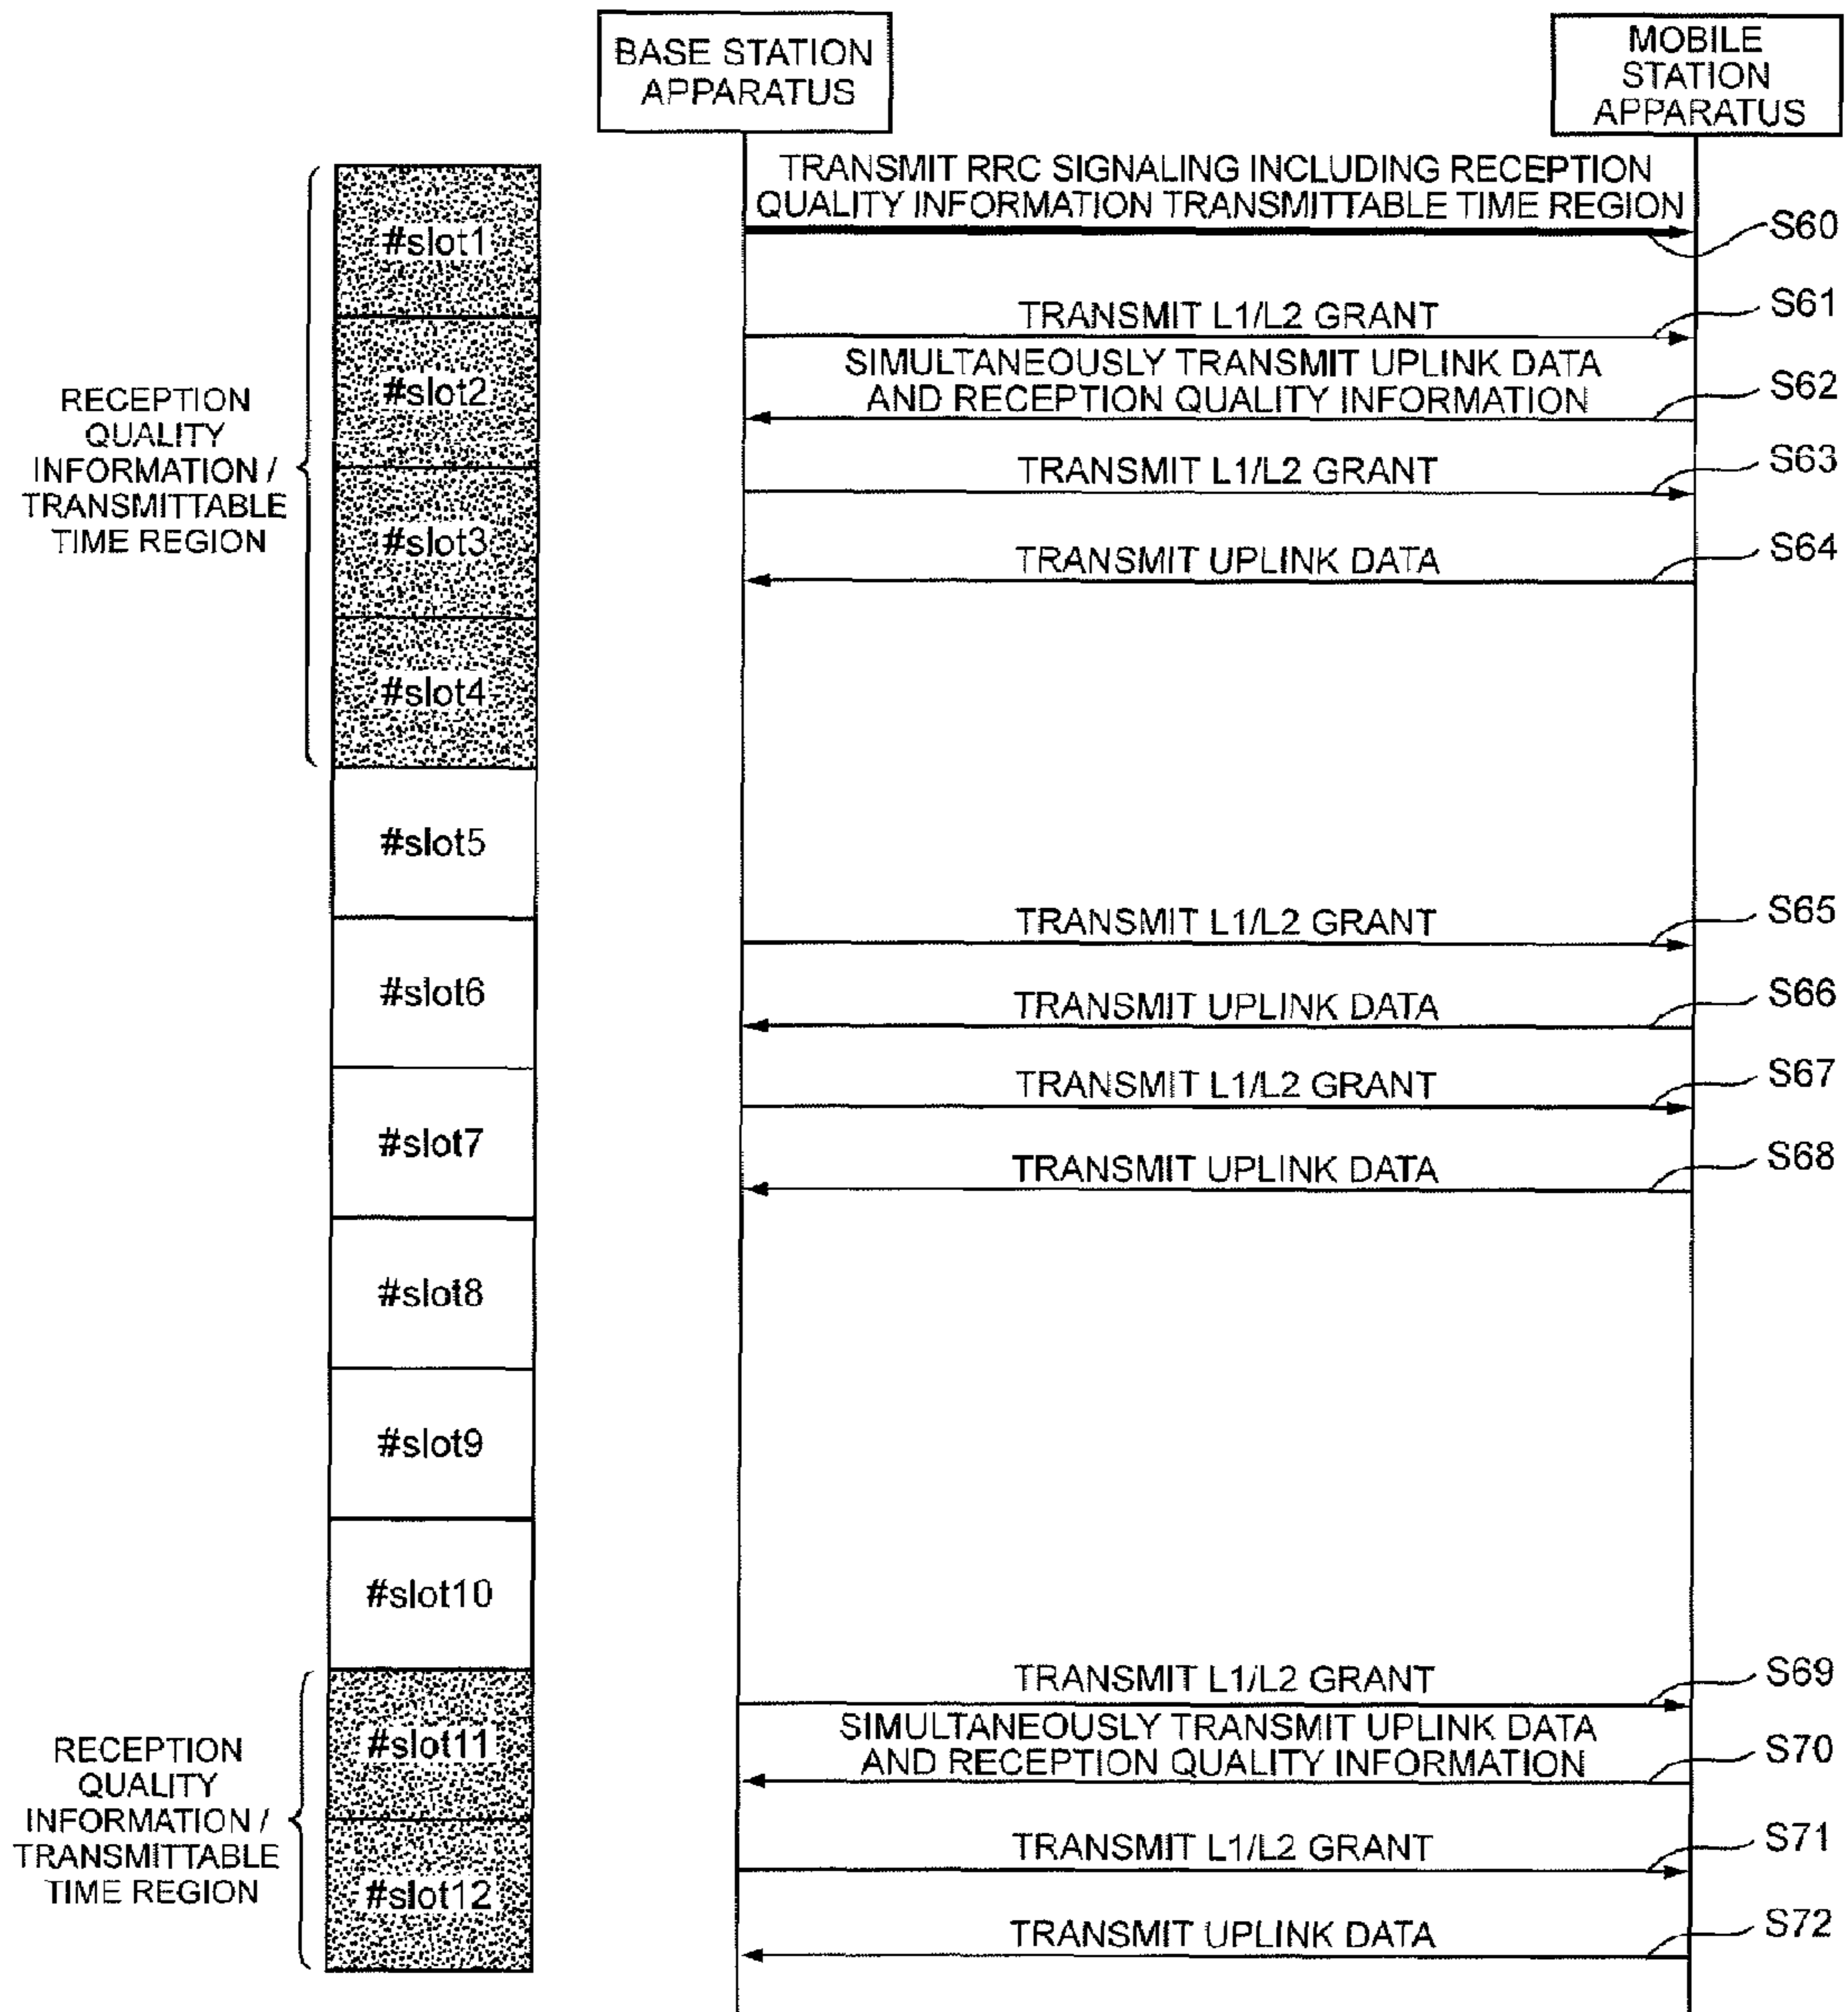 BASE STATION
APPARATUS
MOBILE
STATION
APPARATUS
TRANSMIT RRC SIGNALING INCLUDING RECEPTION
QUALITY INFORMATION TRANSMITTABLE TIME REGION
S60
#slot1
TRANSMIT L1/L2 GRANT
S61
#slot2
SIMULTANEOUSLY TRANSMIT UPLINK DATA
AND RECEPTION QUALITY INFORMATION
S62
RECEPTION
QUALITY
INFORMATION /
TRANSMITTABLE
TIME REGION
TRANSMIT L1/L2 GRANT
S63
#slot3
TRANSMIT UPLINK DATA
S64
#slot4
#slot5
TRANSMIT L1/L2 GRANT
S65
#slot6
TRANSMIT UPLINK DATA
S66
TRANSMIT L1/L2 GRANT
S67
#slot7
TRANSMIT UPLINK DATA
S68
#slot8
#slot9
#slot10
TRANSMIT L1/L2 GRANT
S69
#slot11
SIMULTANEOUSLY TRANSMIT UPLINK DATA
AND RECEPTION QUALITY INFORMATION
S70
RECEPTION
QUALITY
INFORMATION /
TRANSMITTABLE
TIME REGION
TRANSMIT L1/L2 GRANT
S71
#slot12
TRANSMIT UPLINK DATA
S72